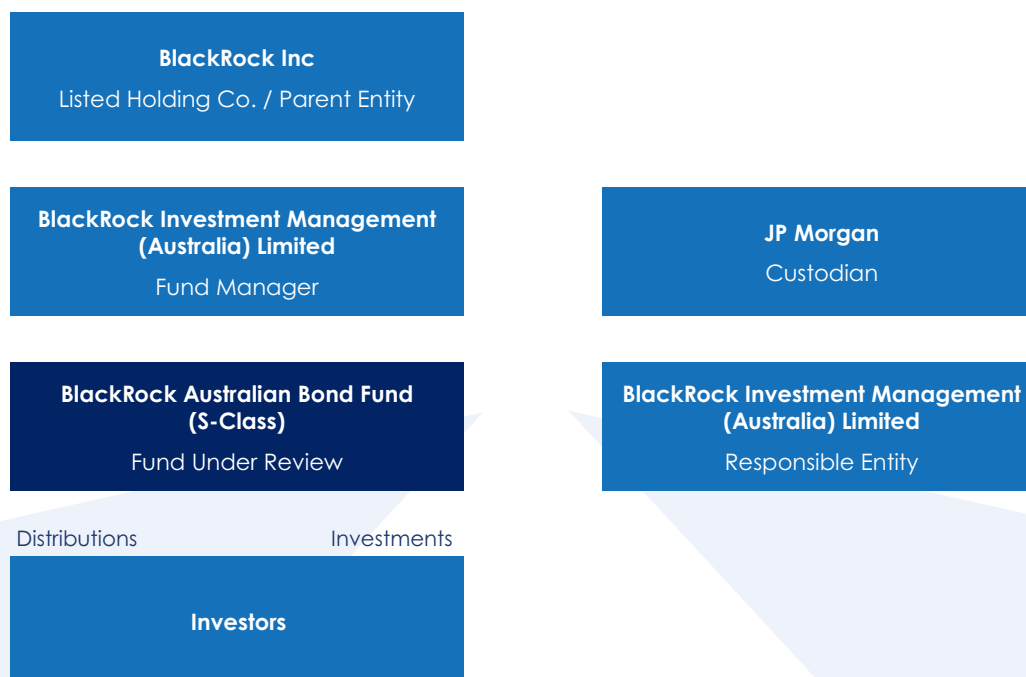 BlackRock Inc
Listed Holding Co. / Parent Entity
BlackRock Investment Management
(Australia) Limited
Fund Manager
JP Morgan
Custodian
BlackRock Australian Bond Fund
(S-Class)
Fund Under Review
BlackRock Investment Management
(Australia) Limited
Responsible Entity
Distributions
Investments
Investors